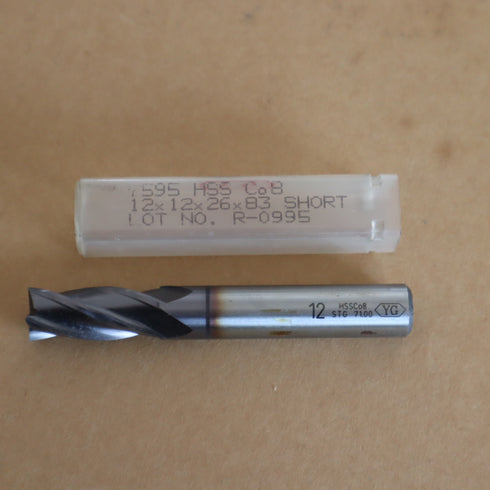 7595 HSS Co8
12x12x26x83 SHORT
LOT NO. R-0995
12 HSSCo8
STG 7100 YG